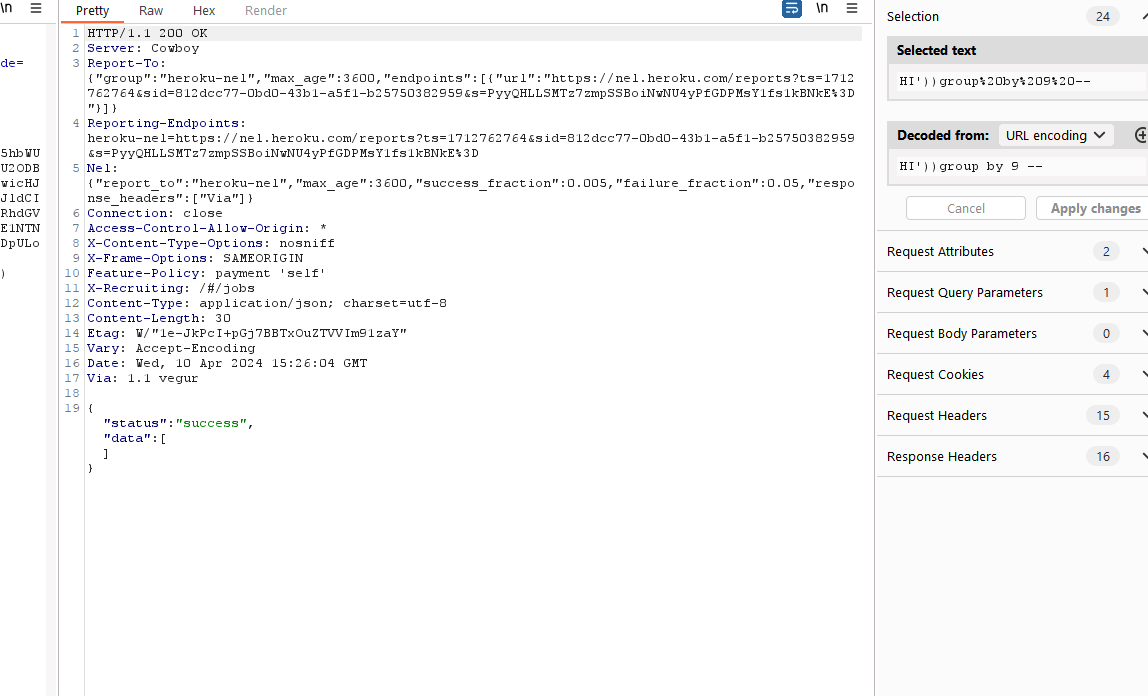 \n ≡
de=
5hbWU
U2ODB
wicHJ
JldCI
RhdGV
E1NTN
DpULo
)
Pretty Raw Hex Render \n ≡
1 HTTP/1.1 200 OK
2 Server: Cowboy
3 Report-To:
{"group":"heroku-nel","max_age":3600,"endpoints":[{"url":"https://nel.heroku.com/reports?ts=1712
762764&sid=812dcc77-0bd0-43b1-a5f1-b25750382959&s=PyyQHLLSMTz7zmpSSBoiNwNU4yPfGDPMsY1fs1kBNkE%3D
"}]}
4 Reporting-Endpoints:
heroku-nel=https://nel.heroku.com/reports?ts=1712762764&sid=812dcc77-0bd0-43b1-a5f1-b25750382959
&s=PyyQHLLSMTz7zmpSSBoiNwNU4yPfGDPMsY1fs1kBNkE%3D
5 Nel:
{"report_to":"heroku-nel","max_age":3600,"success_fraction":0.005,"failure_fraction":0.05,"respo
nse_headers":["Via"]}
6 Connection: close
7 Access-Control-Allow-Origin: *
8 X-Content-Type-Options: nosniff
9 X-Frame-Options: SAMEORIGIN
10 Feature-Policy: payment 'self'
11 X-Recruiting: /#/jobs
12 Content-Type: application/json; charset=utf-8
13 Content-Length: 30
14 Etag: W/"1e-JkPcI+pGj7BBTxOuZTVVIm91zaY"
15 Vary: Accept-Encoding
16 Date: Wed, 10 Apr 2024 15:26:04 GMT
17 Via: 1.1 vegur
18
19 {
"status":"success",
"data":[
]
}
Selection 24
Selected text
HI'))group%20by%209%20--
Decoded from: URL encoding
HI'))group by 9 --
Cancel Apply changes
Request Attributes 2
Request Query Parameters 1
Request Body Parameters 0
Request Cookies 4
Request Headers 15
Response Headers 16